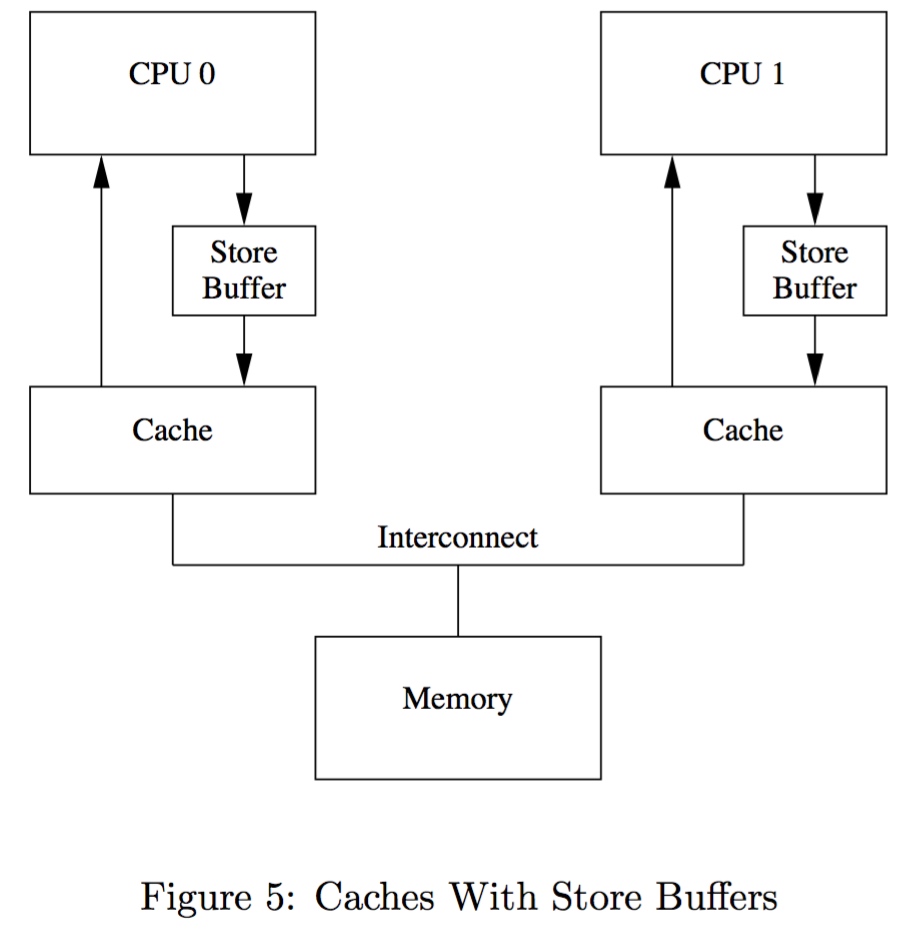 CPU 0
CPU 1
Store
Buffer
Store
Buffer
Cache
Cache
Interconnect
Memory
Figure 5: Caches With Store Buffers